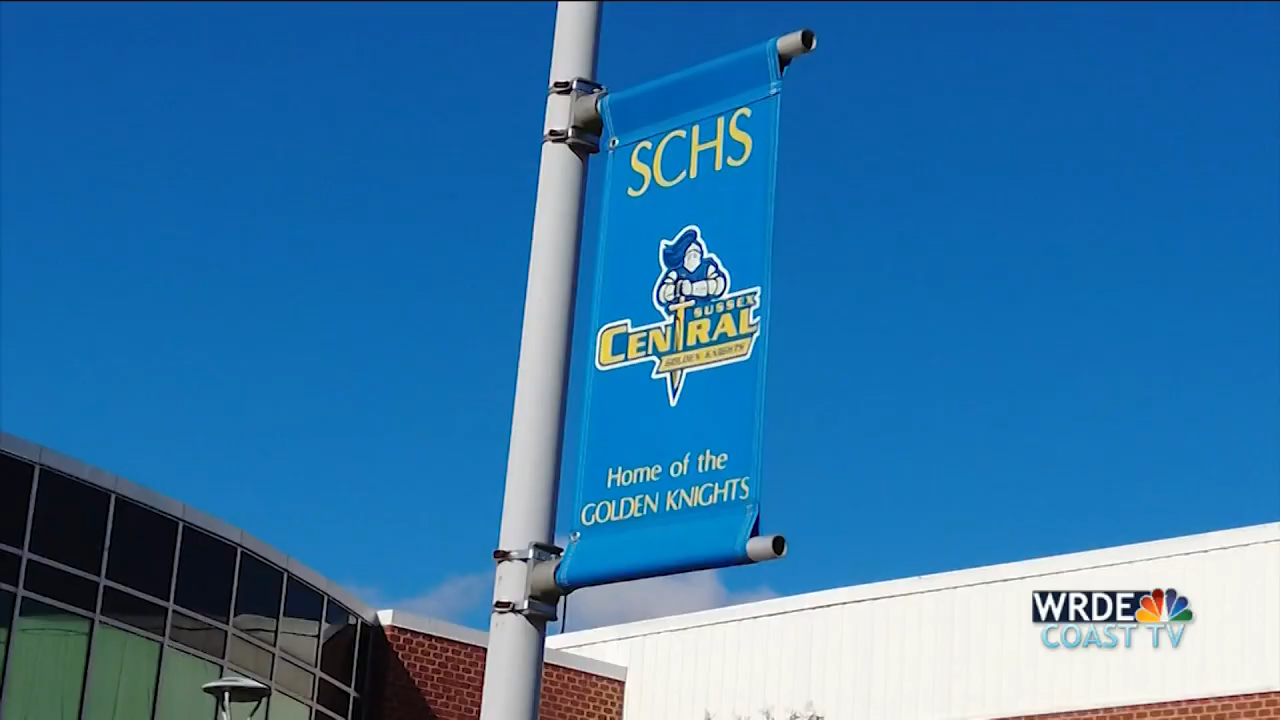 SCHS
SUSSEX
CENTRAL
GOLDEN KNIGHTS
Home of the
GOLDEN KNIGHTS
WRDE
COAST TV